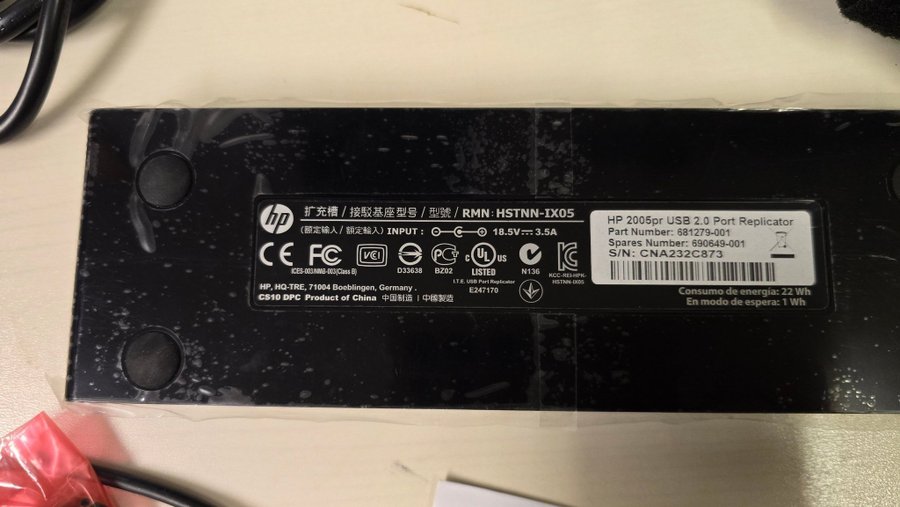 hp
扩充槽 / 接駁基座型号 / 型號 / RMN: HSTNN-IX05
(额定输入 / 額定輸入) INPUT : 18.5V 3.5A
CE FC VCI UL US
ICES-003/NMB-003(Class B)
D33638
BZ02
LISTED
N136
KCC-REI-HPK-
HSTNN-IX05
I.T.E. USB Port Replicator
E247170
HP, HQ-TRE, 71004 Boeblingen, Germany .
CS10 DPC Product of China 中国制造 | 中國製造
HP 2005pr USB 2.0 Port Replicator
Part Number: 681279-001
Spares Number: 690649-001
S/N: CNA232C873
Consumo de energía: 22 Wh
En modo de espera: 1 Wh